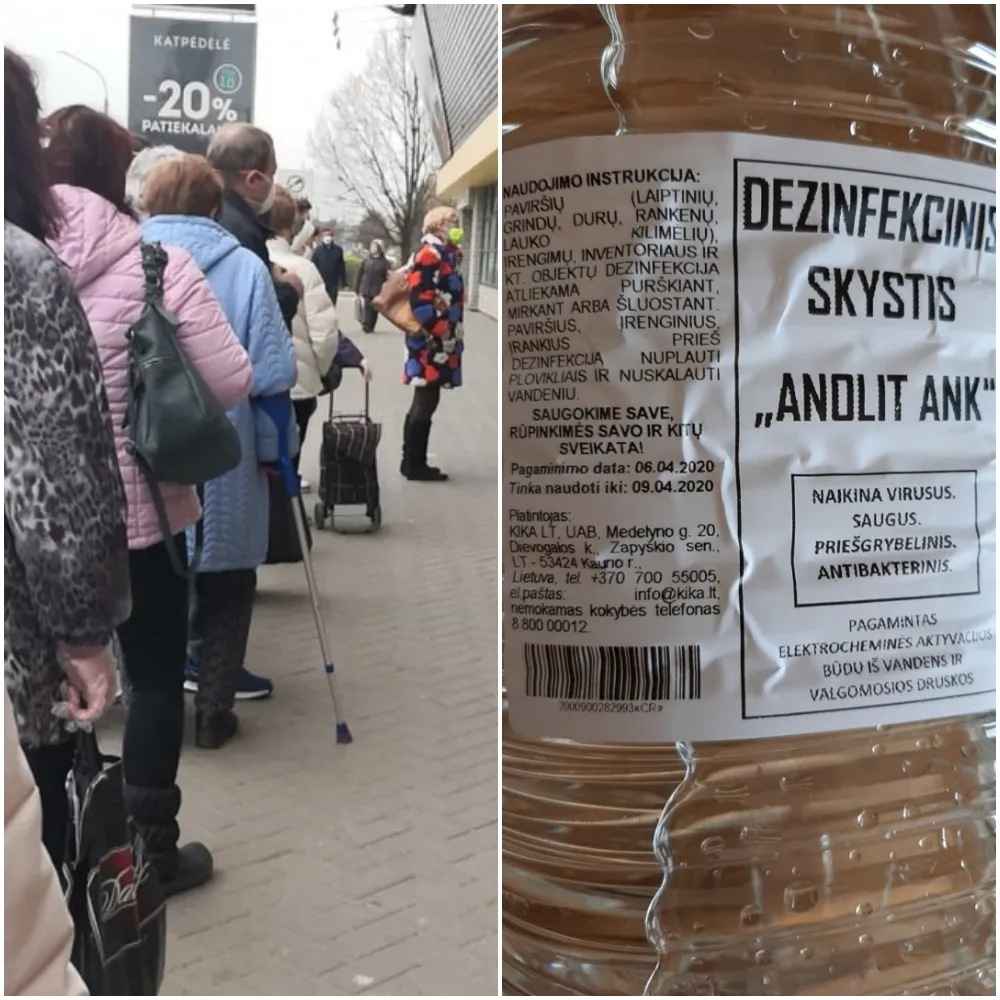 KATPĖDĖLĖ
-20%
PATIEKALA
NAUDOJIMO INSTRUKCIJA:
PAVIRŠIŲ (LAIPTINIŲ,
GRINDŲ, DURŲ, RANKENŲ,
LAUKO KILIMĖLIŲ),
ĮRENGIMŲ, INVENTORIAUS IR
KT. OBJEKTŲ DEZINFEKCIJA
ATLIEKAMA PURŠKIANT,
MIRKANT ARBA ŠLUOSTANT.
PAVIRŠIUS, ĮRENGINIUS,
ĮRANKIUS PRIEŠ
DEZINFEKCIJĄ NUPLAUTI
PLOVIKLIAIS IR NUSKALAUTI
VANDENIU.
SAUGOKIME SAVE,
RŪPINKIMĖS SAVO IR KITŲ
SVEIKATA!
Pagaminimo data: 06.04.2020
Tinka naudoti iki: 09.04.2020
Platintojas:
KIKA LT, UAB, Medelyno g. 20,
Dievogalos k., Zapyškio sen.,
LT - 53424 Kauno r.,
Lietuva, tel. +370 700 55005,
el.paštas: info@kika.lt,
nemokamas kokybės telefonas
8 800 00012.
2000900282993«CR»
DEZINFEKCINIS
SKYSTIS
„ANOLIT ANK“
NAIKINA VIRUSUS.
SAUGUS.
PRIEŠGRYBELINIS.
ANTIBAKTERINIS.
PAGAMINTAS
ELEKTROCHEMINĖS AKTYVACIJOS
BŪDU IŠ VANDENS IR
VALGOMOSIOS DRUSKOS